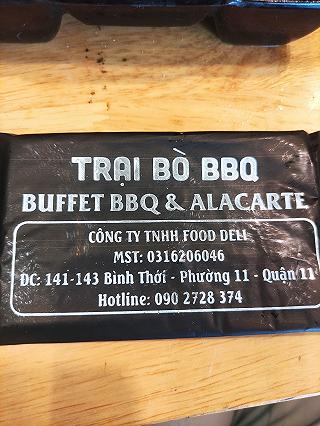 TRẠI BÒ BBQ
BUFFET BBQ & ALACARTE
CÔNG TY TNHH FOOD DELI
MST: 0316206046
ĐC: 141-143 Bình Thới - Phường 11 - Quận 11
Hotline: 090 2728 374